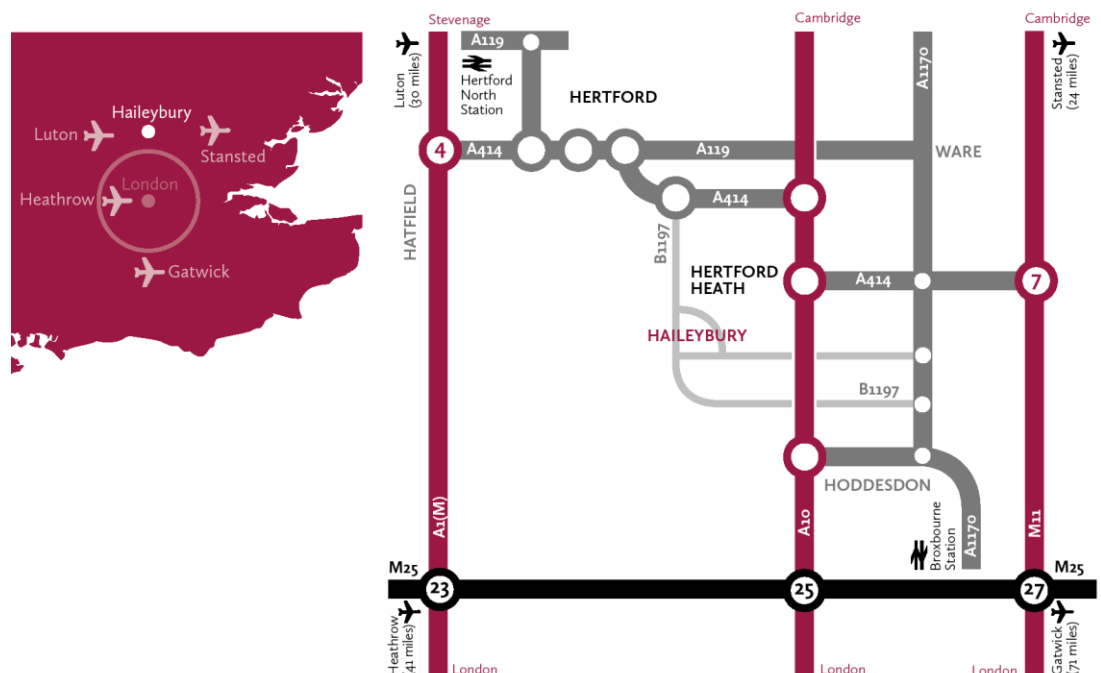 Haileybury
Luton
Stansted
London
Heathrow
Gatwick
Stevenage
Cambridge
Cambridge
Luton
(30 miles)
A119
Hertford
North
Station
HERTFORD
A1170
Stansted
(24 miles)
4
A414
A119
WARE
HATFIELD
A414
B1197
HERTFORD
HEATH
A414
7
HAILEYBURY
B1197
HODDESDON
A1(M)
A10
Broxbourne
Station
A1170
M11
M25
23
25
27
M25
Heathrow
(41 miles)
London
London
London
Gatwick
(71 miles)